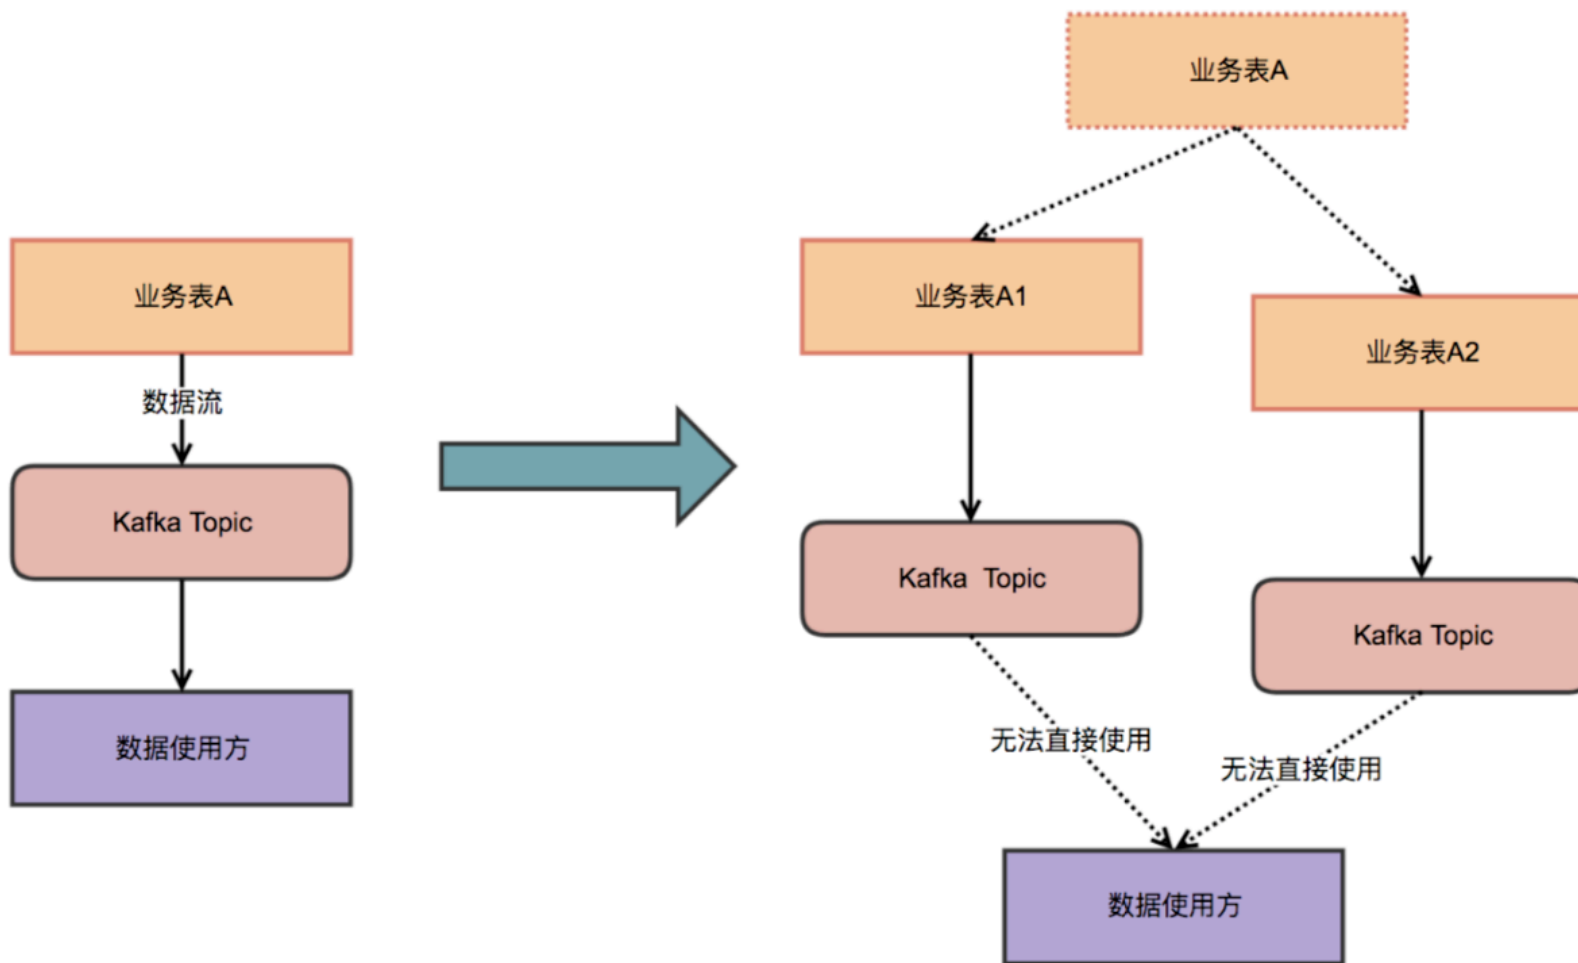 业务表A
数据流
Kafka Topic
数据使用方
业务表A
业务表A1
业务表A2
Kafka Topic
Kafka Topic
无法直接使用
无法直接使用
数据使用方